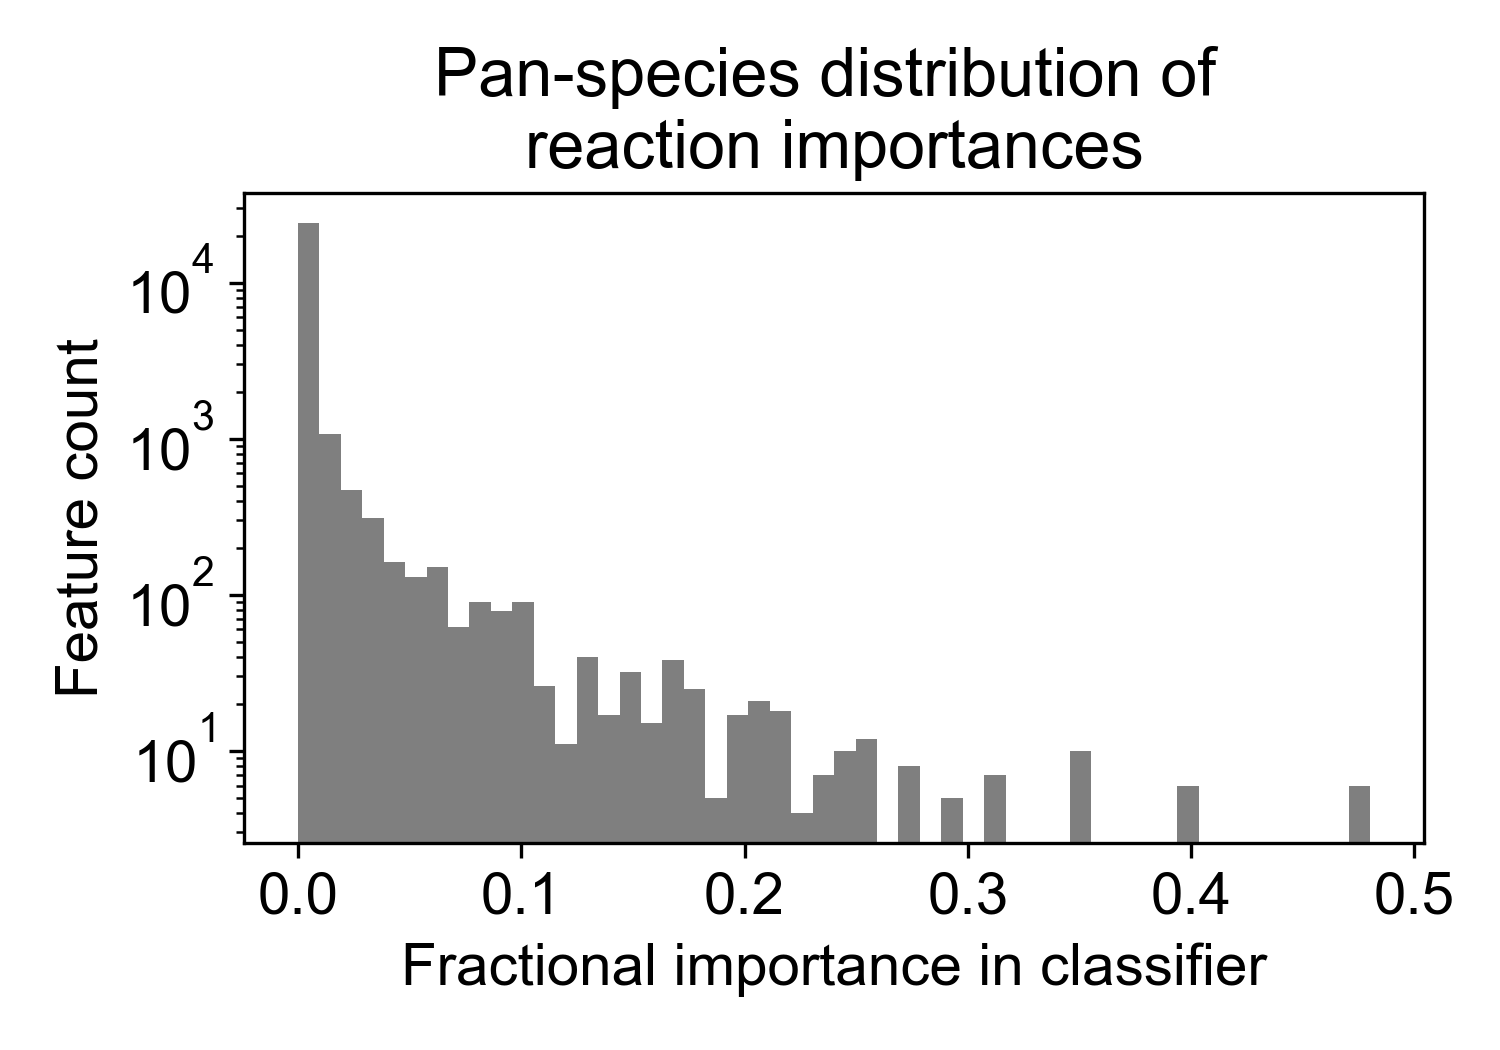 Pan-species distribution of
reaction importances
Feature count
10^4
10^3
10^2
10^1
0.0 0.1 0.2 0.3 0.4 0.5
Fractional importance in classifier